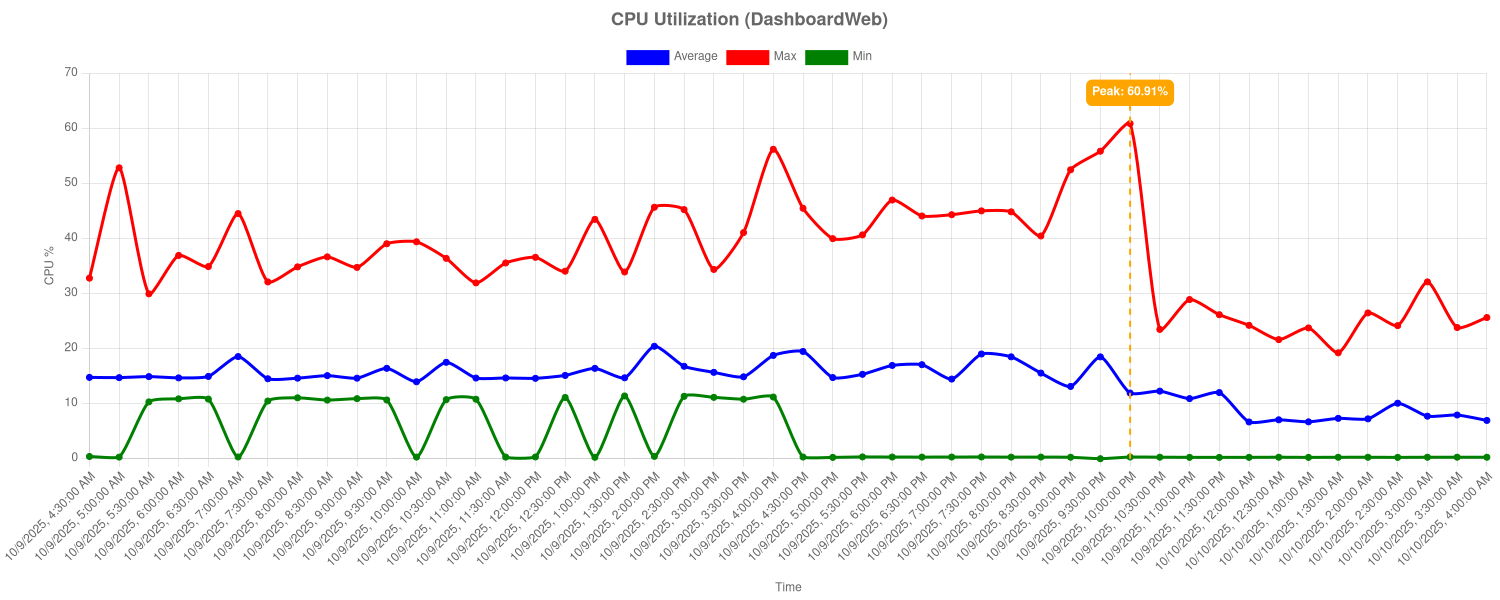 CPU Utilization (DashboardWeb)
Average Max Min
Peak: 60.91%
CPU %
70
60
50
40
30
20
10
0
10/9/2025, 4:30:00 AM
10/9/2025, 5:00:00 AM
10/9/2025, 5:30:00 AM
10/9/2025, 6:00:00 AM
10/9/2025, 6:30:00 AM
10/9/2025, 7:00:00 AM
10/9/2025, 7:30:00 AM
10/9/2025, 8:00:00 AM
10/9/2025, 8:30:00 AM
10/9/2025, 9:00:00 AM
10/9/2025, 9:30:00 AM
10/9/2025, 10:00:00 AM
10/9/2025, 10:30:00 AM
10/9/2025, 11:00:00 AM
10/9/2025, 11:30:00 AM
10/9/2025, 12:00:00 PM
10/9/2025, 12:30:00 PM
10/9/2025, 1:00:00 PM
10/9/2025, 1:30:00 PM
10/9/2025, 2:00:00 PM
10/9/2025, 2:30:00 PM
10/9/2025, 3:00:00 PM
10/9/2025, 3:30:00 PM
10/9/2025, 4:00:00 PM
10/9/2025, 4:30:00 PM
10/9/2025, 5:00:00 PM
10/9/2025, 5:30:00 PM
10/9/2025, 6:00:00 PM
10/9/2025, 6:30:00 PM
10/9/2025, 7:00:00 PM
10/9/2025, 7:30:00 PM
10/9/2025, 8:00:00 PM
10/9/2025, 8:30:00 PM
10/9/2025, 9:00:00 PM
10/9/2025, 9:30:00 PM
10/9/2025, 10:00:00 PM
10/9/2025, 10:30:00 PM
10/9/2025, 11:00:00 PM
10/9/2025, 11:30:00 PM
10/10/2025, 12:00:00 AM
10/10/2025, 12:30:00 AM
10/10/2025, 1:00:00 AM
10/10/2025, 1:30:00 AM
10/10/2025, 2:00:00 AM
10/10/2025, 2:30:00 AM
10/10/2025, 3:00:00 AM
10/10/2025, 3:30:00 AM
10/10/2025, 4:00:00 AM
Time